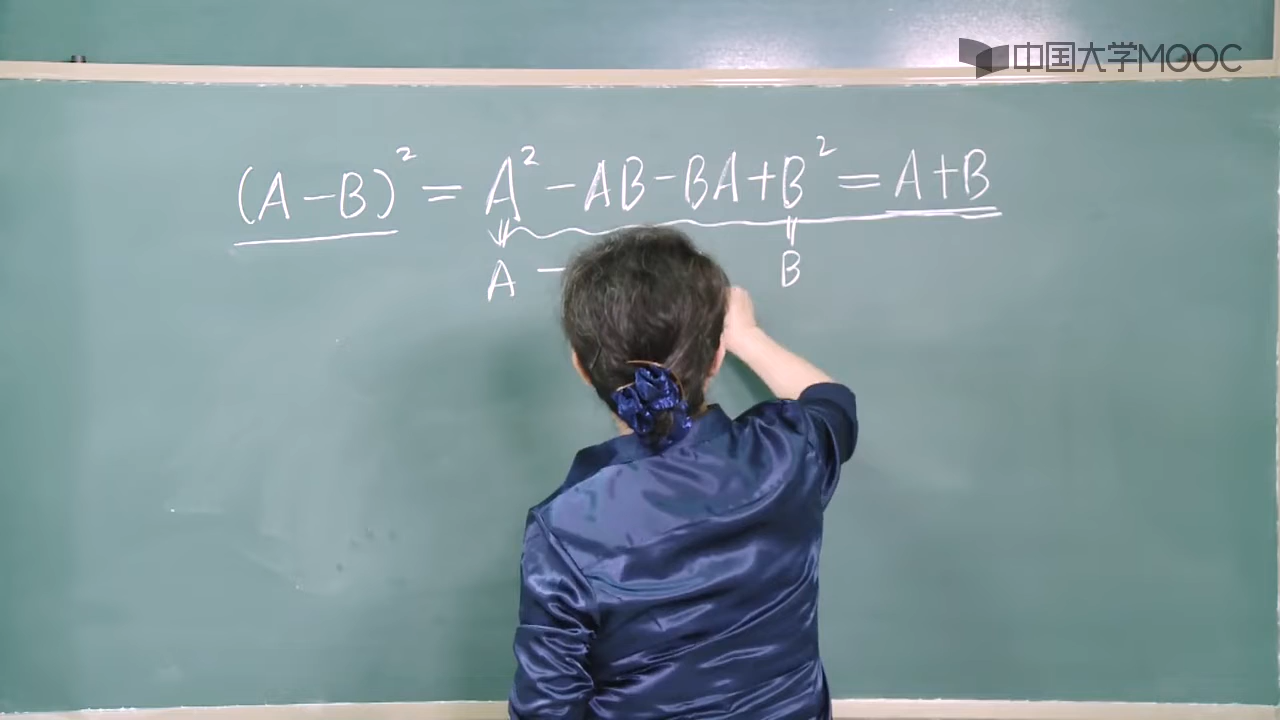 中国大学MOOC
(A-B)² = A² - AB - BA + B² = A+B
A - B